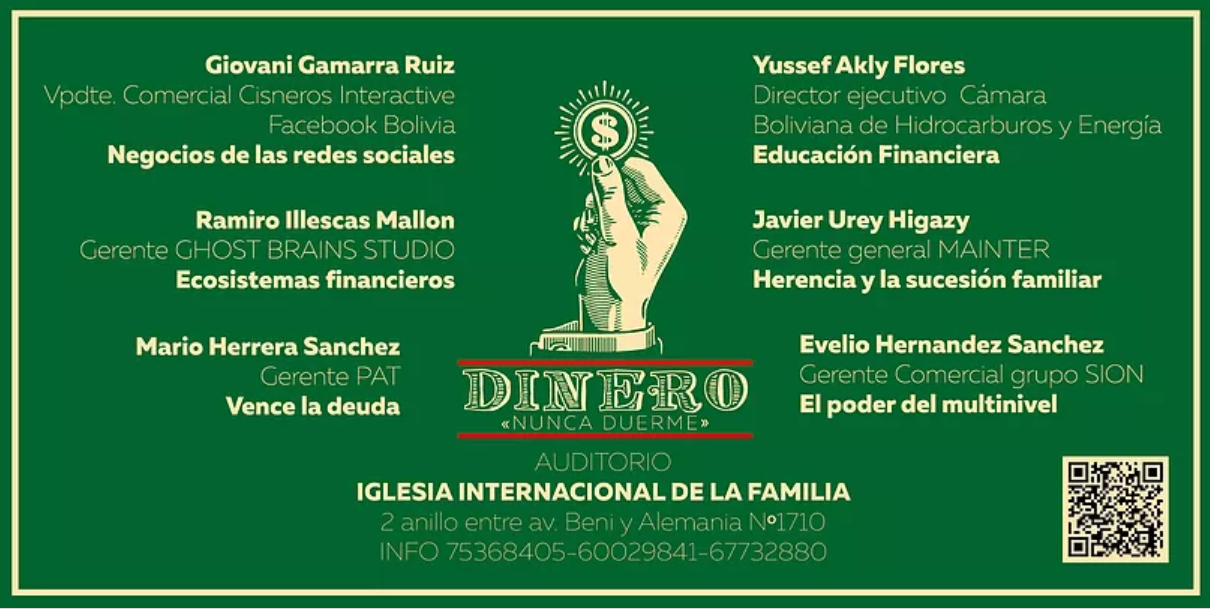 Giovani Gamarra Ruiz
Vpdte. Comercial Cisneros Interactive
Facebook Bolivia
Negocios de las redes sociales
Ramiro Illescas Mallon
Gerente GHOST BRAINS STUDIO
Ecosistemas financieros
Mario Herrera Sanchez
Gerente PAT
Vence la deuda
$
Yussef Akly Flores
Director ejecutivo Cámara
Boliviana de Hidrocarburos y Energía
Educación Financiera
Javier Urey Higazy
Gerente general MAINTER
Herencia y la sucesión familiar
Evelio Hernandez Sanchez
Gerente Comercial grupo SION
El poder del multinivel
DINERO
«NUNCA DUERME»
AUDITORIO
IGLESIA INTERNACIONAL DE LA FAMILIA
2 anillo entre av. Beni y Alemania Nº1710
INFO 75368405-60029841-67732880